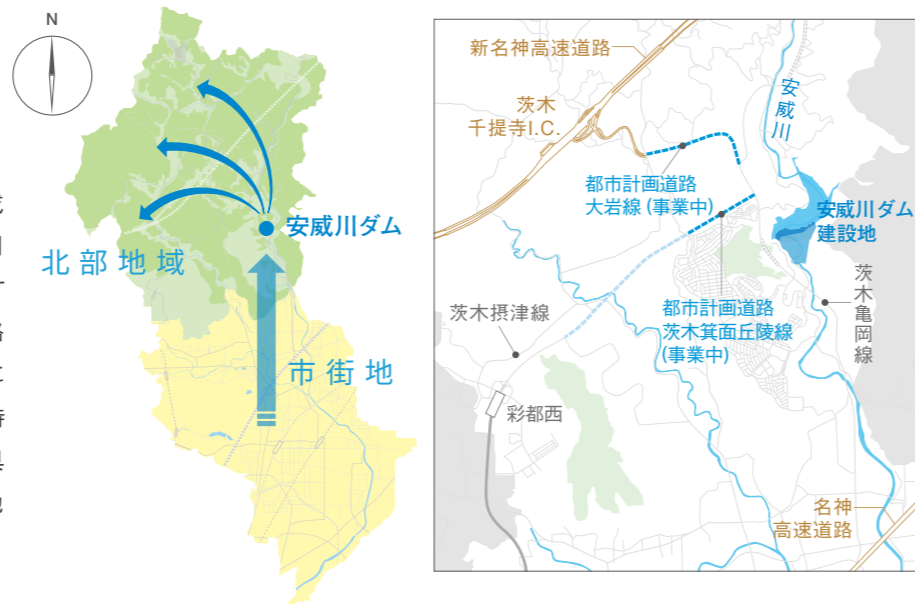 N
安威川ダム
北部地域
市街地
新名神高速道路
茨木
千提寺I.C.
安威川
都市計画道路
大岩線 (事業中)
安威川ダム
建設地
茨木摂津線
都市計画道路
茨木箕面丘陵線
(事業中)
茨木亀岡線
彩都西
名神
高速道路